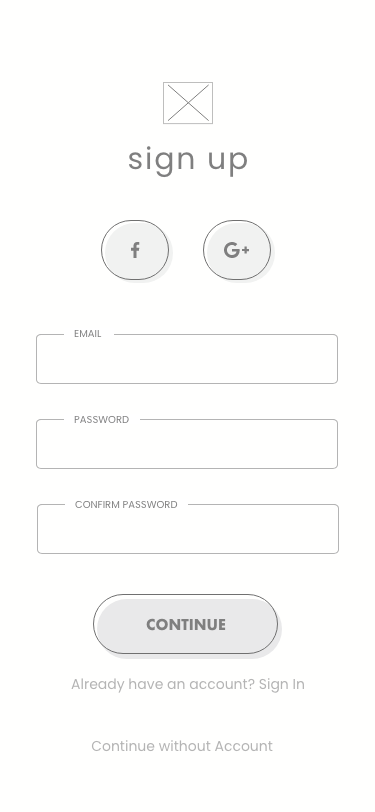 sign up
f
G+
EMAIL
PASSWORD
CONFIRM PASSWORD
CONTINUE
Already have an account? Sign In
Continue without Account